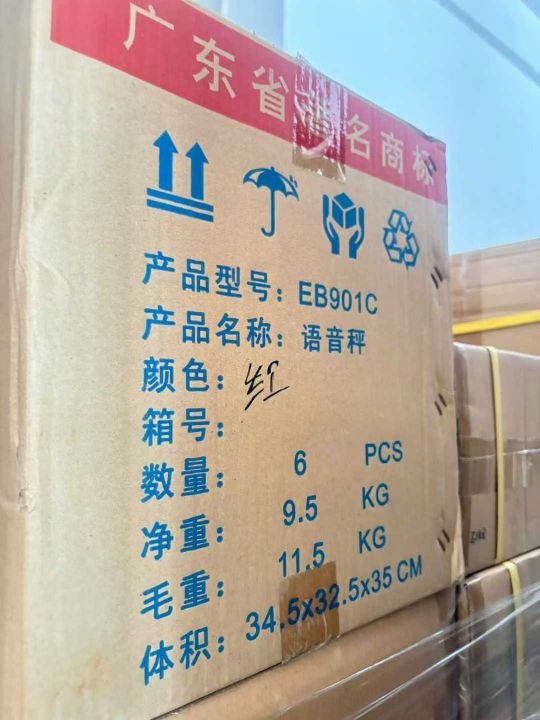 广东省著名商标
产品型号：EB901C
产品名称：语音秤
颜色：红
箱号：
数量： 6 PCS
净重： 9.5 KG
毛重： 11.5 KG
体积：34.5x32.5x35 CM